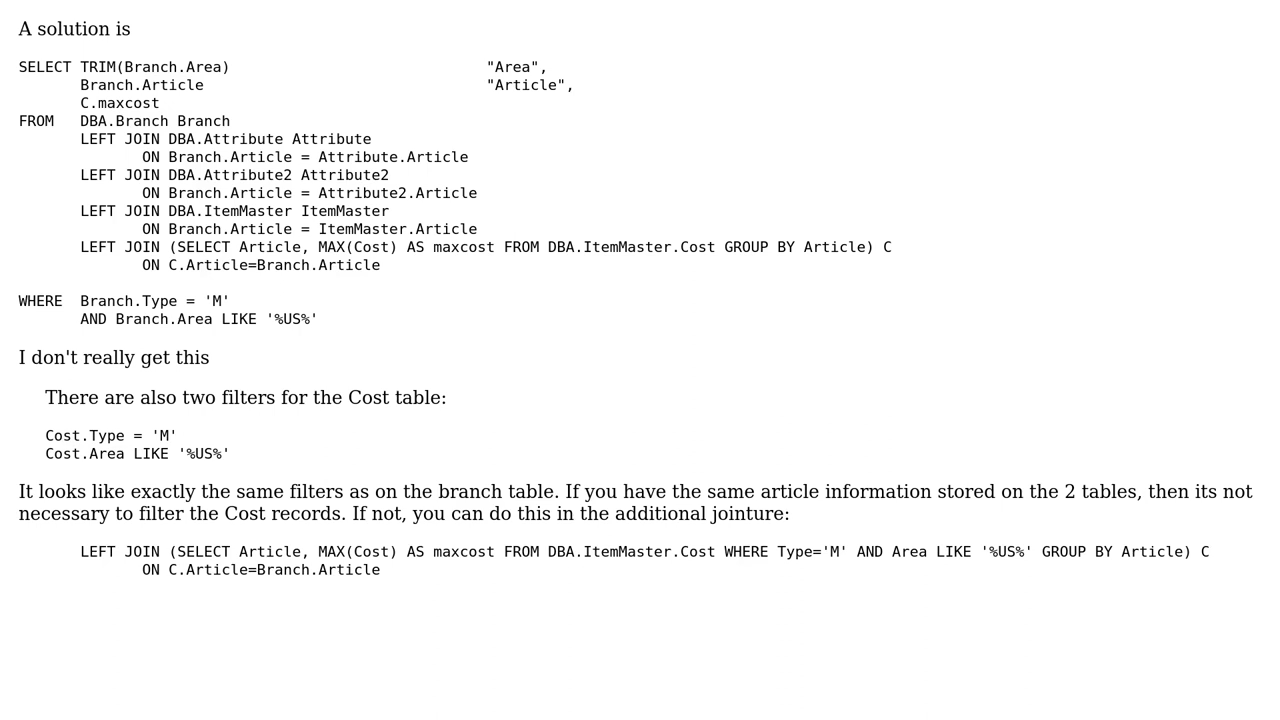 A solution is
SELECT TRIM(Branch.Area)                             "Area",
       Branch.Article                                "Article",
       C.maxcost
FROM   DBA.Branch Branch
       LEFT JOIN DBA.Attribute Attribute
              ON Branch.Article = Attribute.Article
       LEFT JOIN DBA.Attribute2 Attribute2
              ON Branch.Article = Attribute2.Article
       LEFT JOIN DBA.ItemMaster ItemMaster
              ON Branch.Article = ItemMaster.Article
       LEFT JOIN (SELECT Article, MAX(Cost) AS maxcost FROM DBA.ItemMaster.Cost GROUP BY Article) C
              ON C.Article=Branch.Article
WHERE  Branch.Type = 'M'
       AND Branch.Area LIKE '%US%'
I don't really get this
There are also two filters for the Cost table:
Cost.Type = 'M'
Cost.Area LIKE '%US%'
It looks like exactly the same filters as on the branch table. If you have the same article information stored on the 2 tables, then its not
necessary to filter the Cost records. If not, you can do this in the additional jointure:
       LEFT JOIN (SELECT Article, MAX(Cost) AS maxcost FROM DBA.ItemMaster.Cost WHERE Type='M' AND Area LIKE '%US%' GROUP BY Article) C
              ON C.Article=Branch.Article